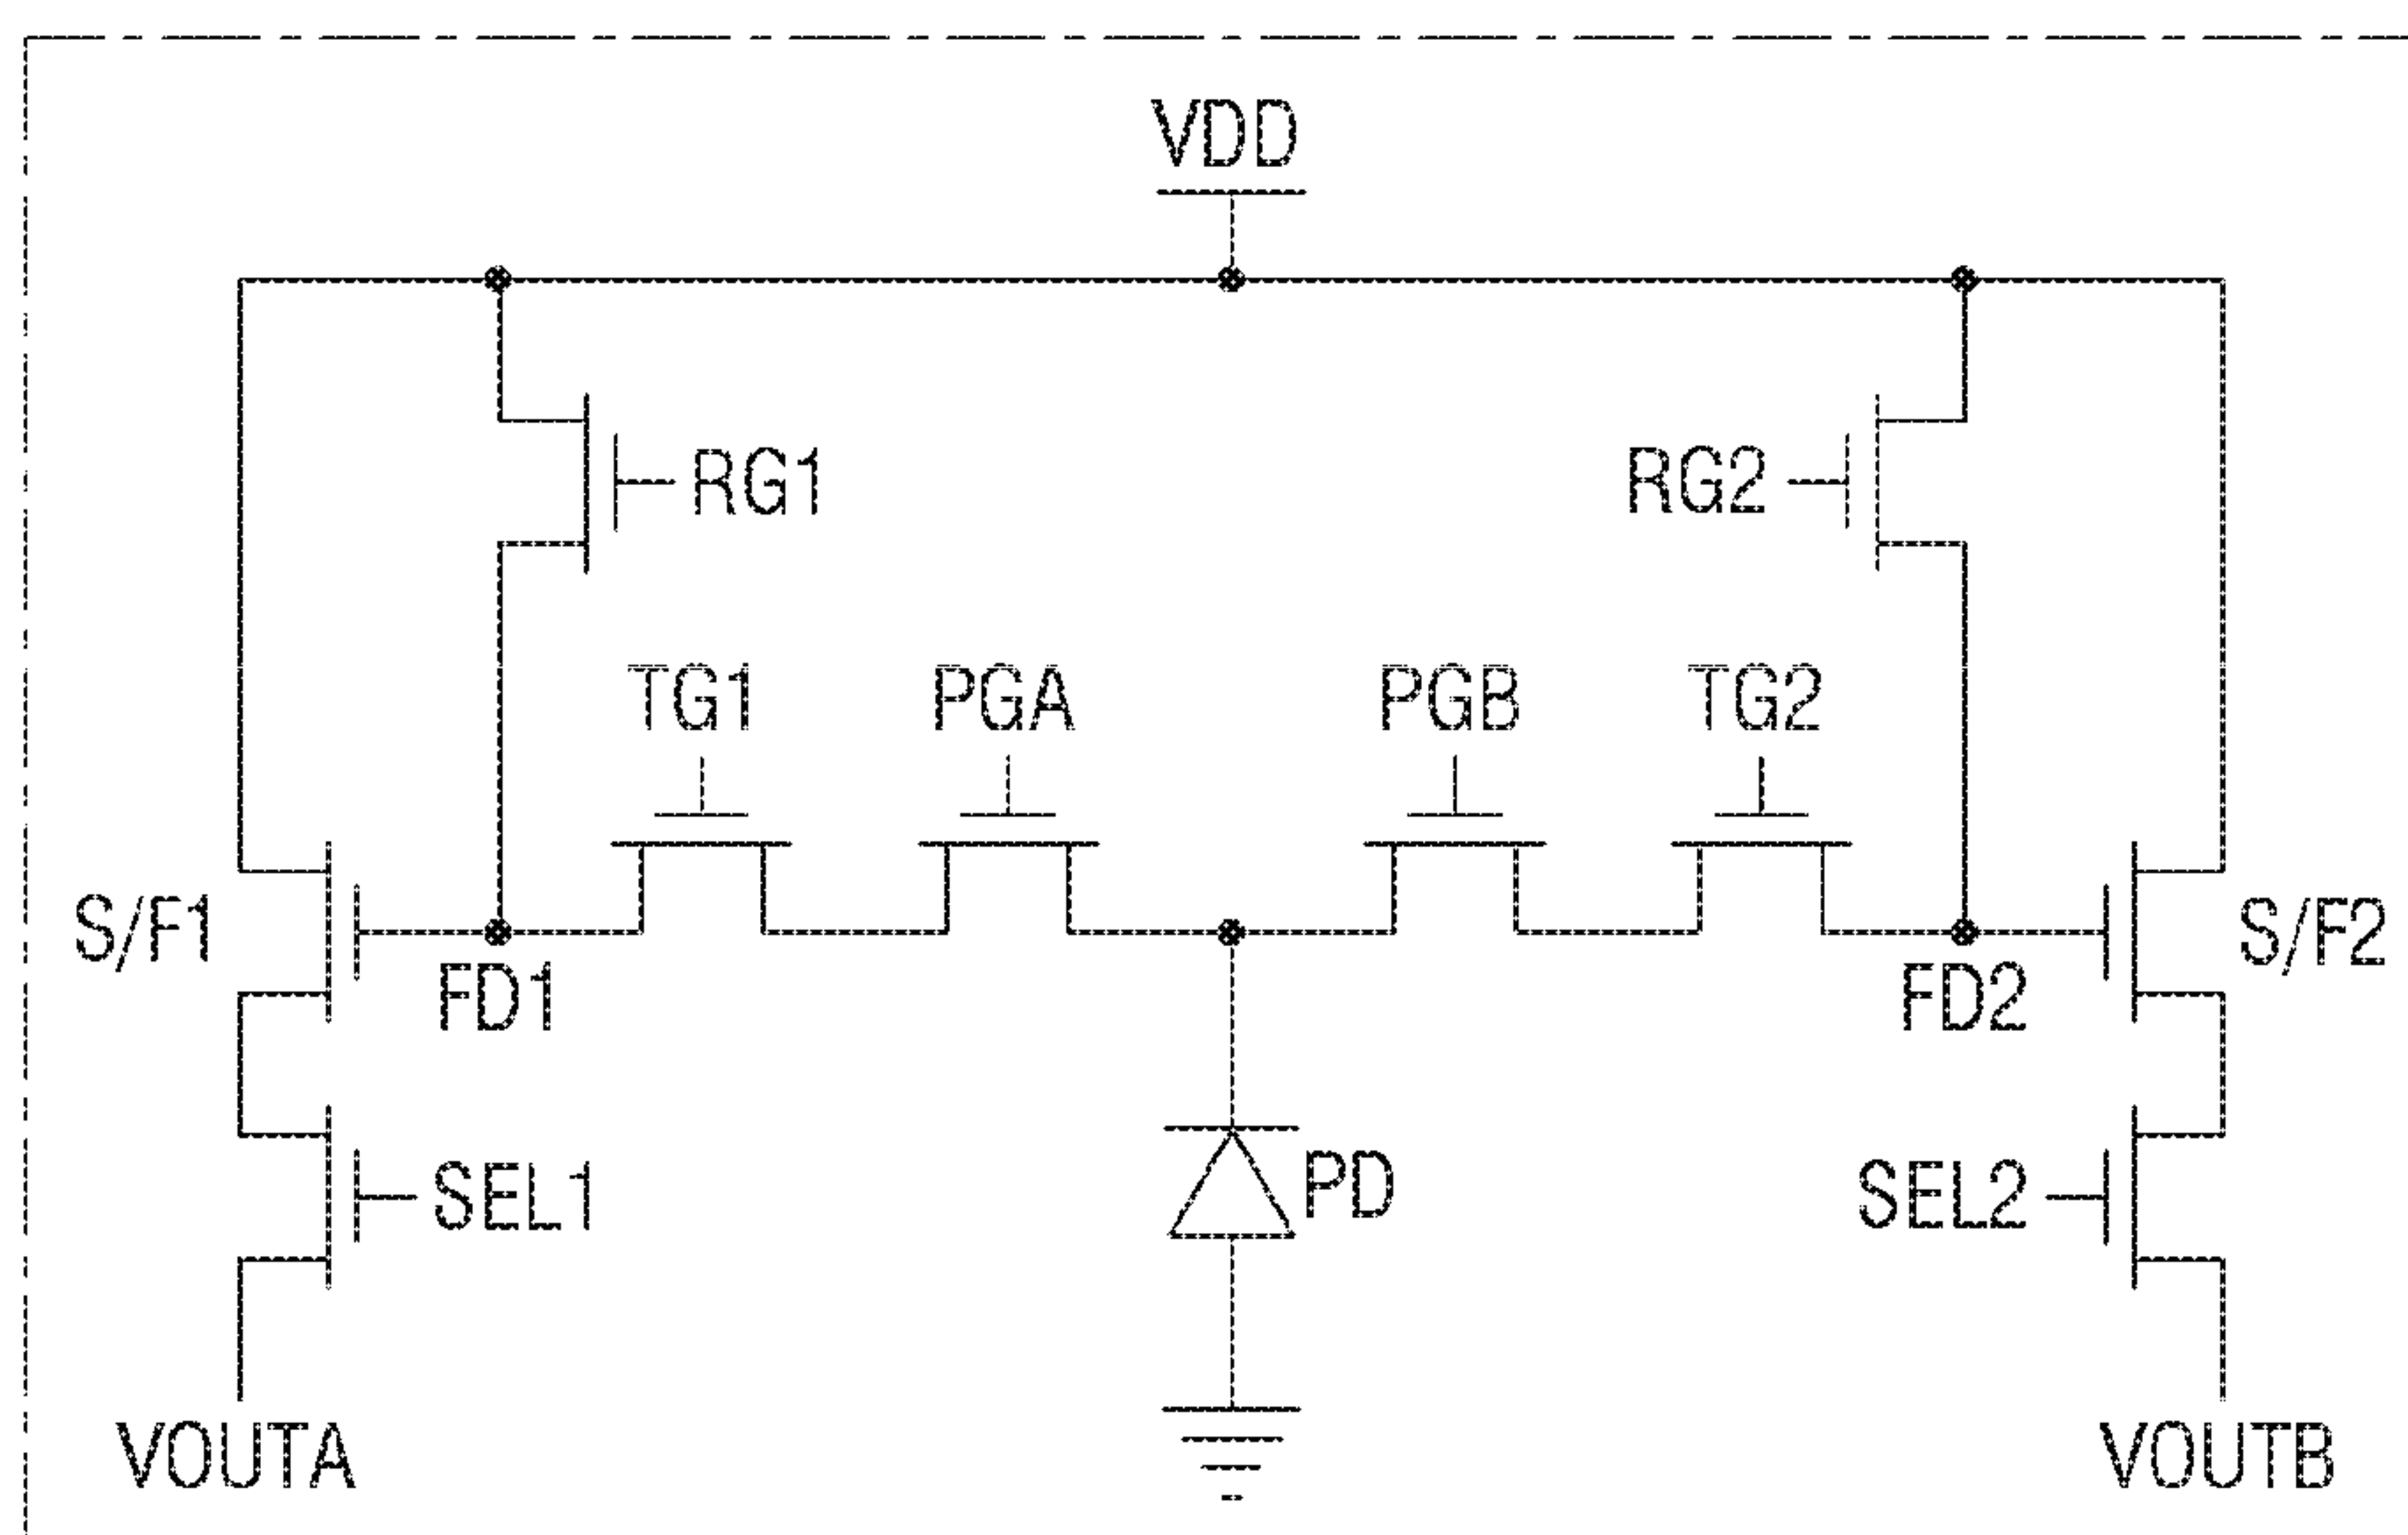 VDD
RG1
RG2
TG1
PGA
PGB
TG2
S/F1
FD1
FD2
S/F2
SEL1
PD
SEL2
VOUTA
VOUTB